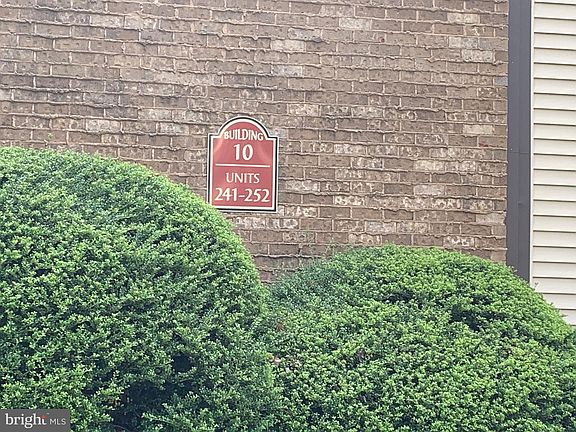 BUILDING
10
UNITS
241-252
bright MLS